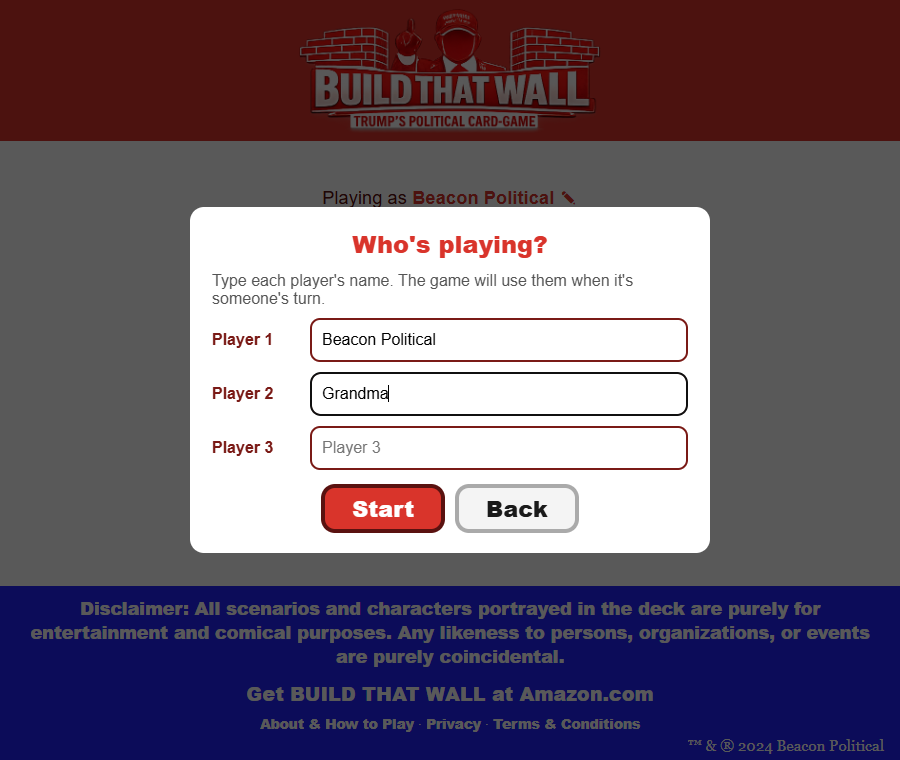 BUILD THAT WALL
TRUMP'S POLITICAL CARD-GAME
Playing as Beacon Political
Who's playing?
Type each player's name. The game will use them when it's
someone's turn.
Player 1
Beacon Political
Player 2
Grandma
Player 3
Player 3
Start
Back
Disclaimer: All scenarios and characters portrayed in the deck are purely for
entertainment and comical purposes. Any likeness to persons, organizations, or events
are purely coincidental.
Get BUILD THAT WALL at Amazon.com
About & How to Play · Privacy · Terms & Conditions
™ & ® 2024 Beacon Political